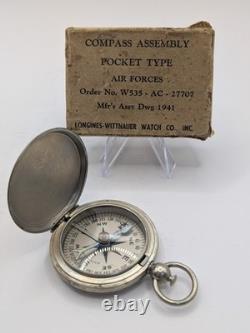 COMPASS ASSEMBLY
POCKET TYPE
AIR FORCES
Order No. W535 - AC - 27707
Mfr's Assy Dwg 1941
LONGINES-WITTNAUER WATCH CO., INC.